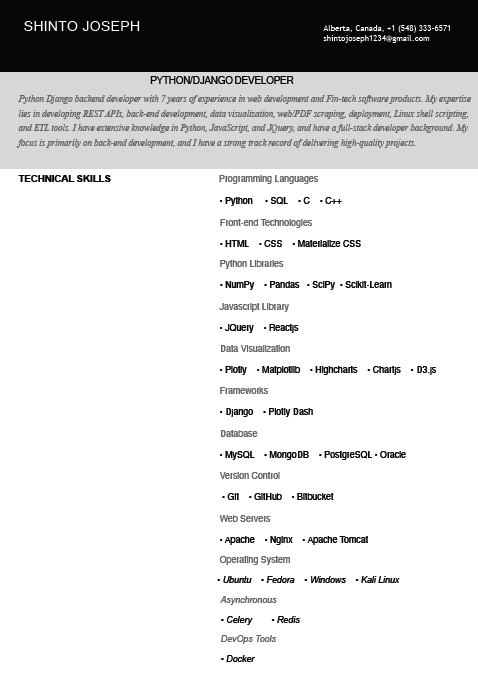 SHINTO JOSEPH
Alberta, Canada, +1 (548) 333-6571
shintojoseph1234@gmail.com
PYTHON/DJANGO DEVELOPER
Python Django backend developer with 7 years of experience in web development and Fin-tech software products. My expertise
lies in developing REST APIs, back-end development, data visualization, web/PDF scraping, deployment, Linux shell scripting,
and ETL tools. I have extensive knowledge in Python, JavaScript, and JQuery, and have a full-stack developer background. My
focus is primarily on back-end development, and I have a strong track record of delivering high-quality projects.
TECHNICAL SKILLS
Programming Languages
• Python • SQL • C • C++
Front-end Technologies
• HTML • CSS • Materialize CSS
Python Libraries
• NumPy • Pandas • SciPy • Scikit-Learn
Javascript Library
• JQuery • Reactjs
Data Visualization
• Plotly • Matplotlib • Highcharts • Chartjs • D3.js
Frameworks
• Django • Plotly Dash
Database
• MySQL • MongoDB • PostgreSQL • Oracle
Version Control
• Git • GitHub • Bitbucket
Web Servers
• Apache • Nginx • Apache Tomcat
Operating System
• Ubuntu • Fedora • Windows • Kali Linux
Asynchronous
• Celery • Redis
DevOps Tools
• Docker